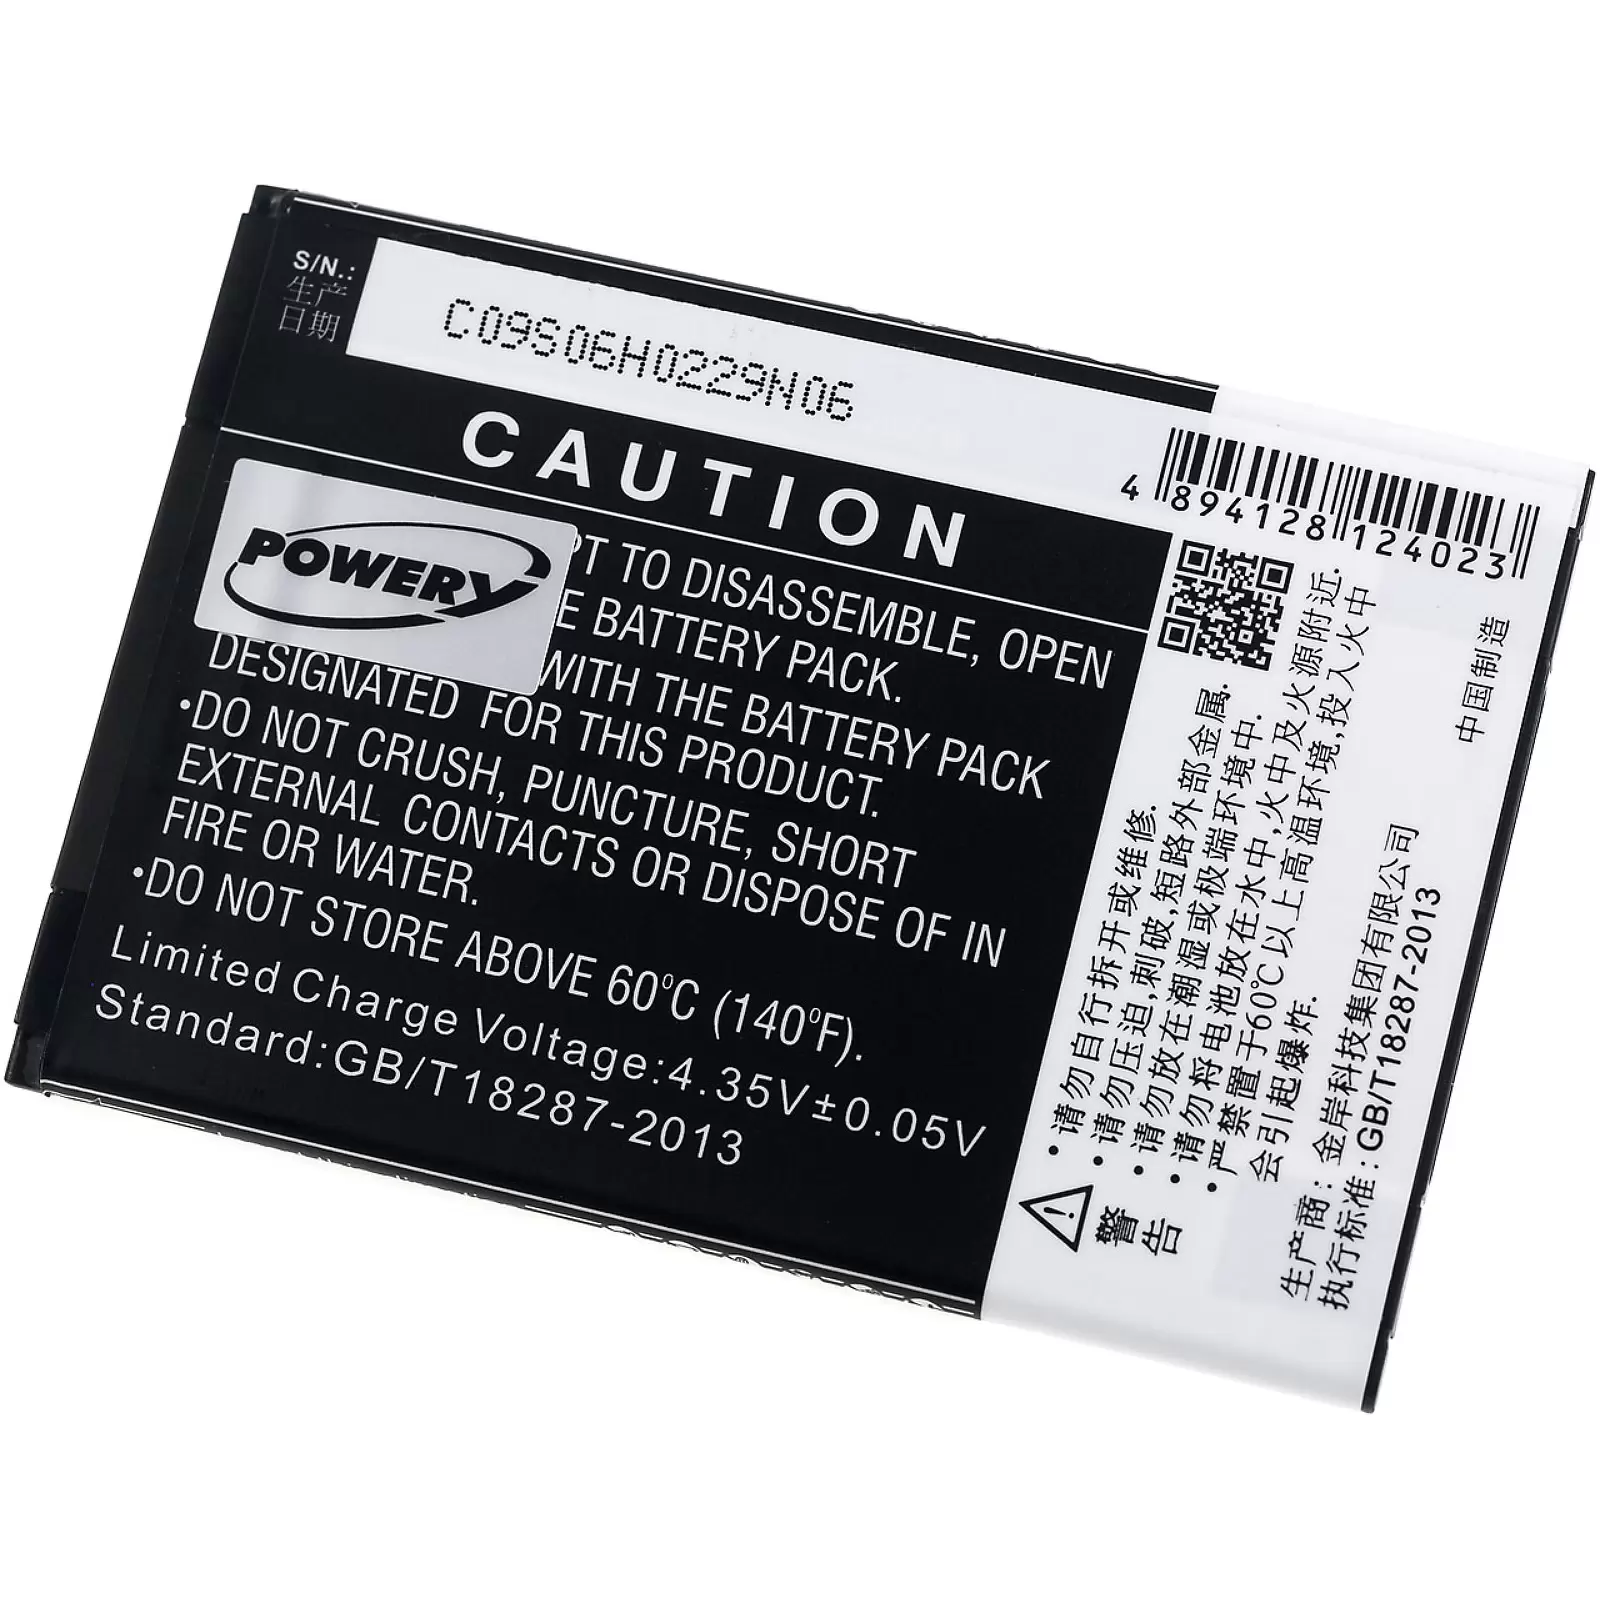 S/N.:
生产
日期
C09S06H0229N06
CAUTION
POWERY
PT TO DISASSEMBLE, OPEN
E BATTERY PACK.
WITH THE BATTERY PACK
DESIGNATED FOR THIS PRODUCT.
•DO NOT CRUSH, PUNCTURE, SHORT
EXTERNAL CONTACTS OR DISPOSE OF IN
FIRE OR WATER.
•DO NOT STORE ABOVE 60°C (140°F).
Limited Charge Voltage:4.35V±0.05V
Standard:GB/T18287-2013
4 894128 124023
警告
•请勿自行拆开或维修.
•请勿压迫,刺破,短路外部金属.
•请勿放在潮湿或极端环境中.
•请勿将电池放在水中,火中及火源附近.
•严禁置于60℃以上高温环境,投入火中
会引起爆炸.
生产商:金岸科技集团有限公司
执行标准:GB/T18287-2013
中国制造